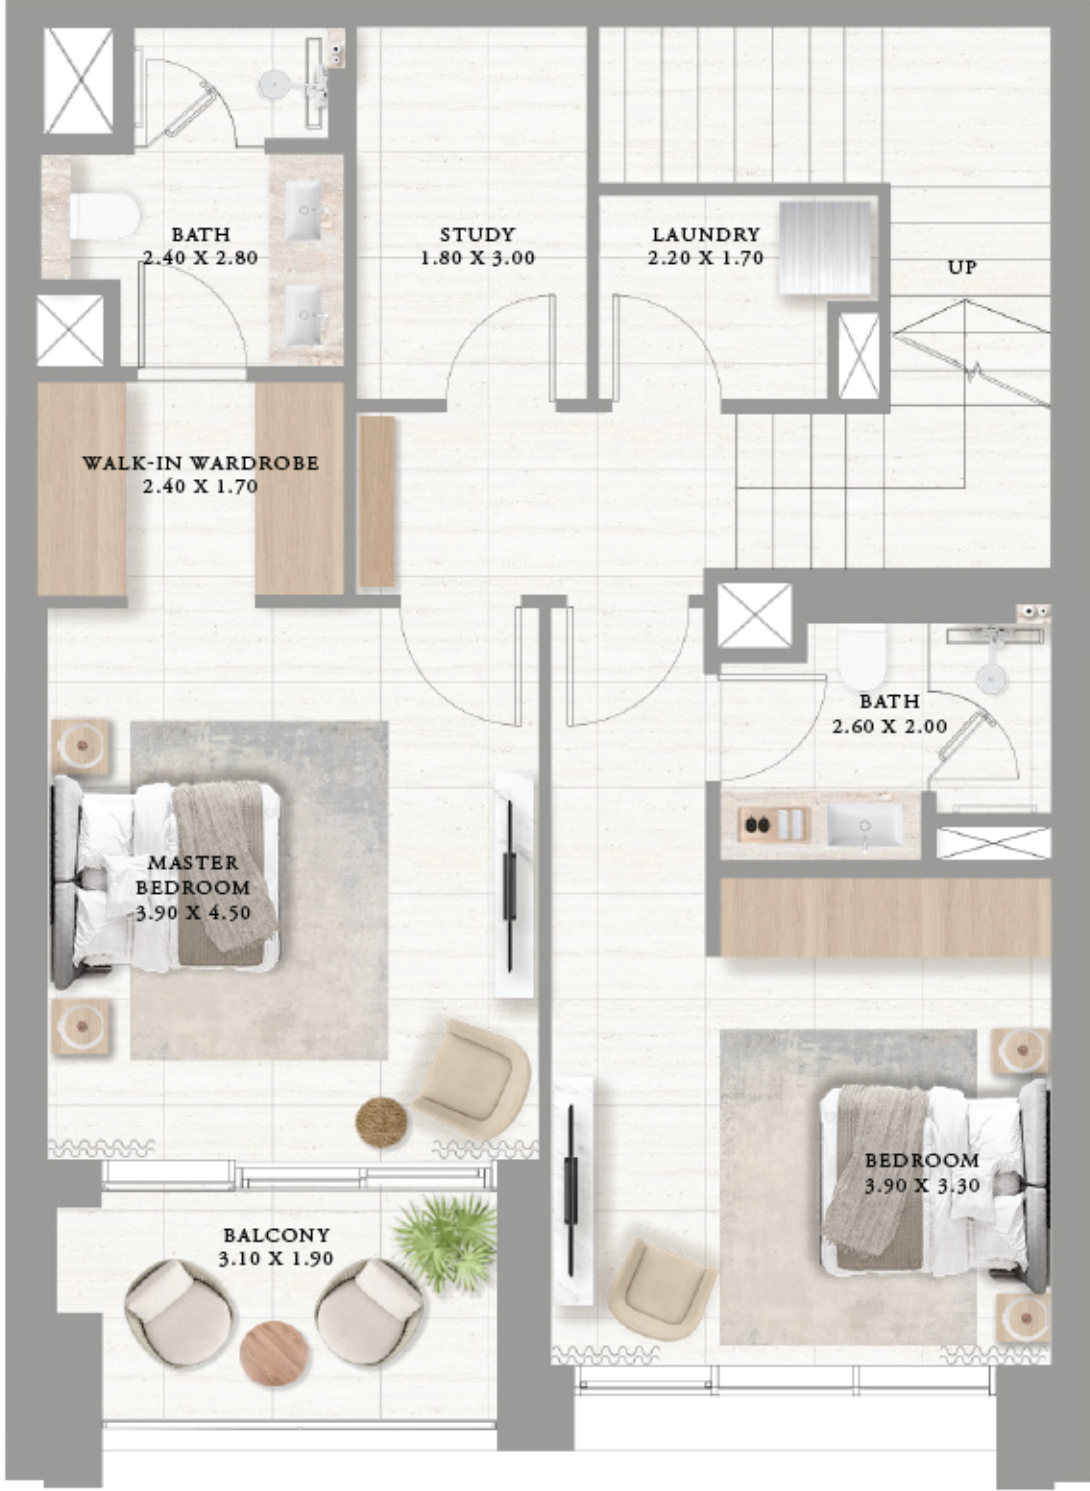 BATH
2.40 X 2.80
STUDY
1.80 X 3.00
LAUNDRY
2.20 X 1.70
UP
WALK-IN WARDROBE
2.40 X 1.70
BATH
2.60 X 2.00
MASTER
BEDROOM
3.90 X 4.50
BEDROOM
3.90 X 3.30
BALCONY
3.10 X 1.90